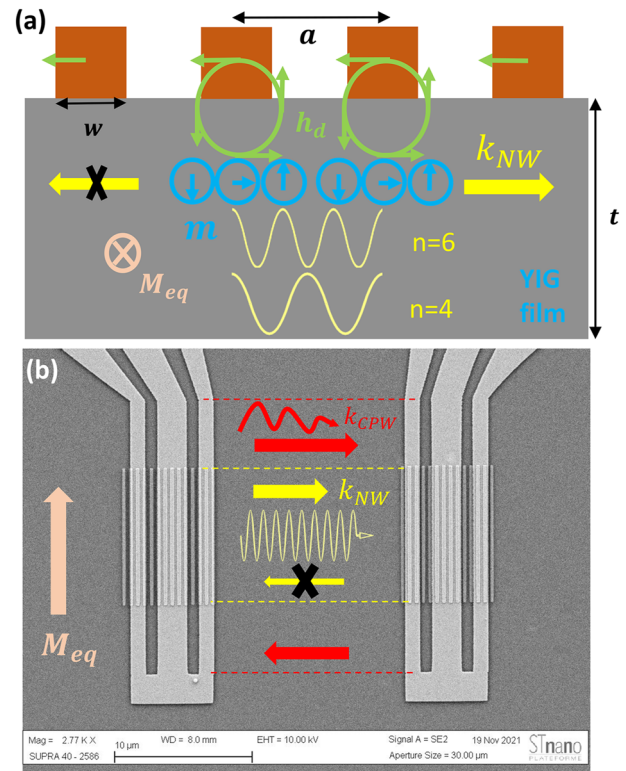 (a)
a
w
h_d
k_NW
t
m
n=6
M_eq
n=4
YIG
film
(b)
k_CPW
k_NW
M_eq
Mag = 2.77 K X
WD = 8.0 mm
EHT = 10.00 kV
Signal A = SE2
19 Nov 2021
SUPRA 40 - 2586
10 µm
Aperture Size = 30.00 µm
STnano
PLATEFORME